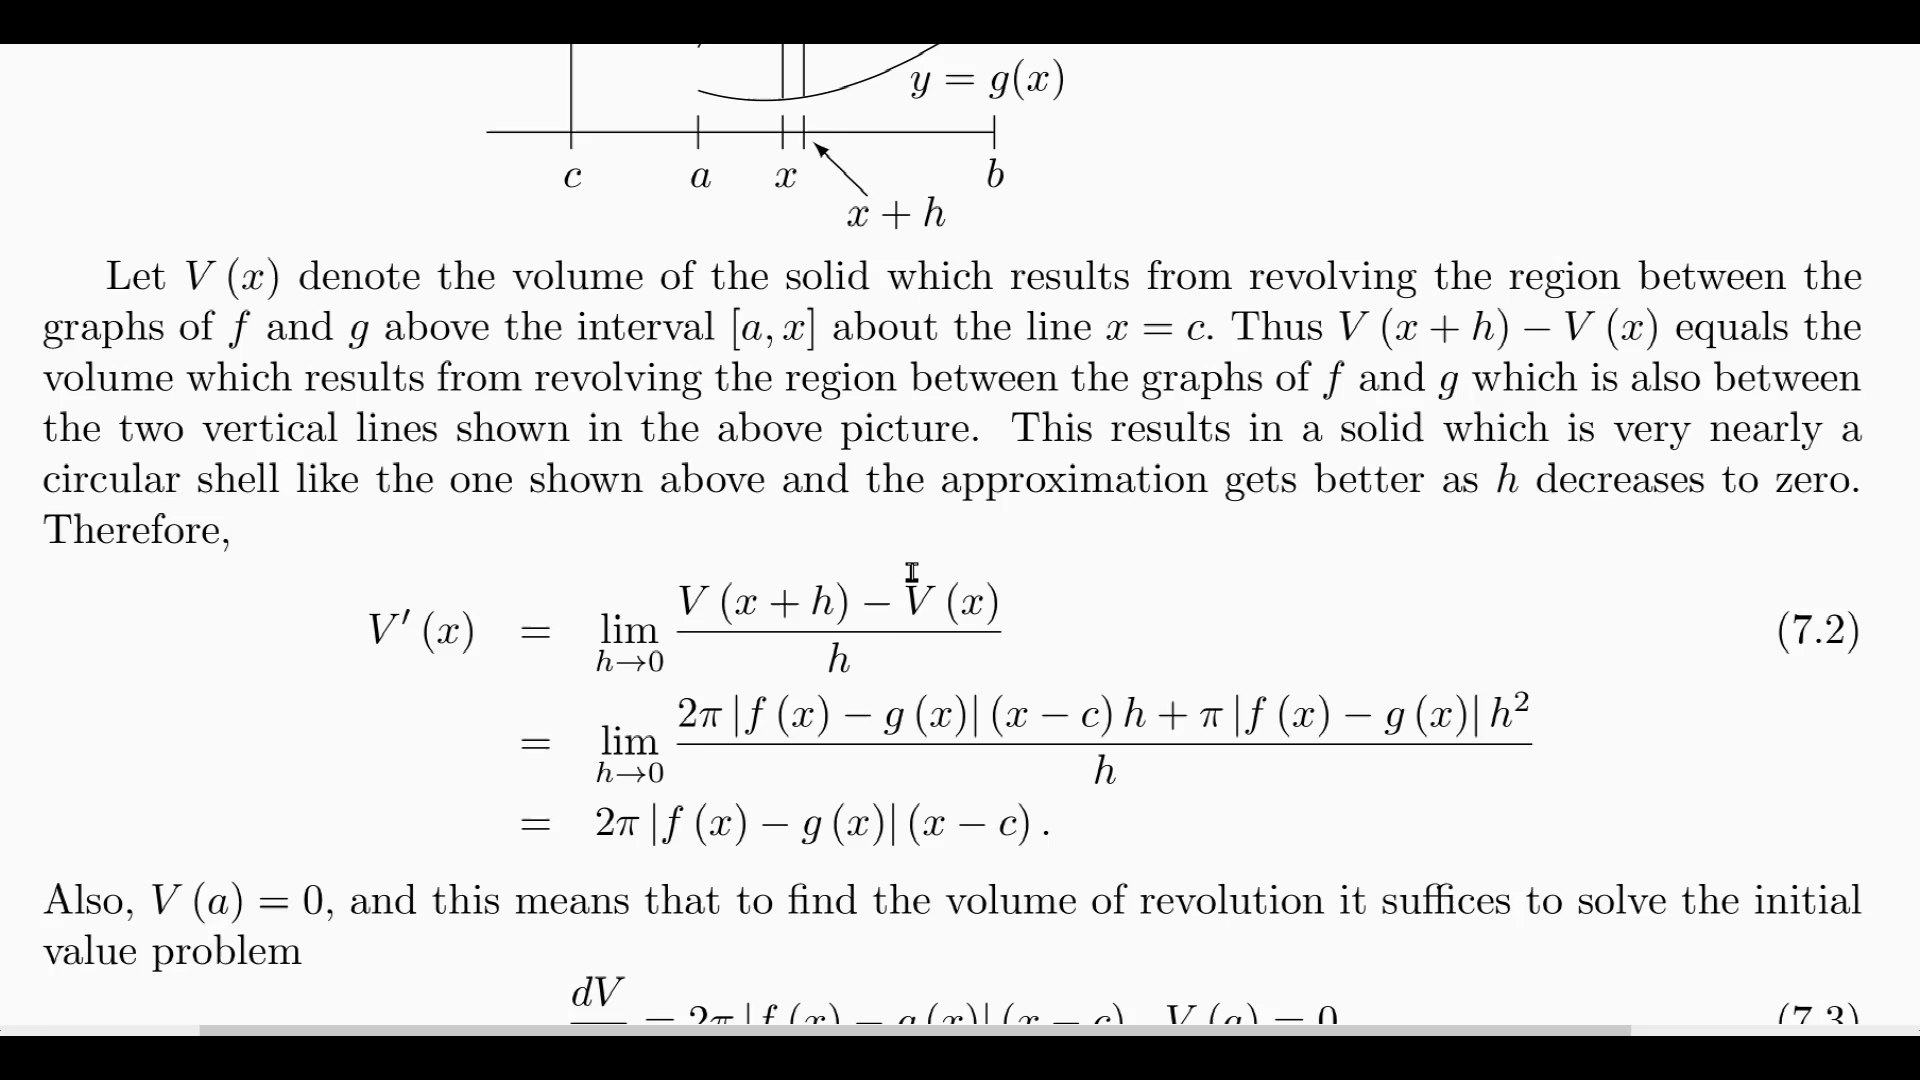 y = g(x)
c a x b
x + h
Let V (x) denote the volume of the solid which results from revolving the region between the
graphs of f and g above the interval [a, x] about the line x = c. Thus V (x + h) − V (x) equals the
volume which results from revolving the region between the graphs of f and g which is also between
the two vertical lines shown in the above picture. This results in a solid which is very nearly a
circular shell like the one shown above and the approximation gets better as h decreases to zero.
Therefore,
V′ (x) = lim h→0 V (x + h) − V (x) / h (7.2)
= lim h→0 2π |f (x) − g (x)| (x − c) h + π |f (x) − g (x)| h² / h
= 2π |f (x) − g (x)| (x − c) .
Also, V (a) = 0, and this means that to find the volume of revolution it suffices to solve the initial
value problem
dV = 2π |f (x) − g (x)| (x − c) , V (a) = 0 (7.3)